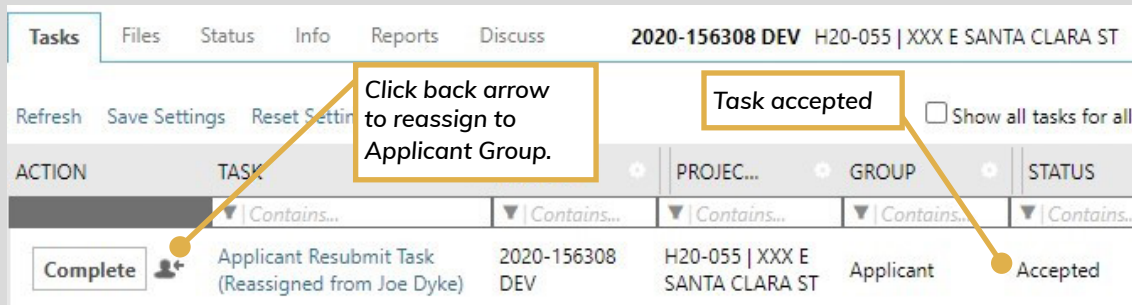 Tasks Files Status Info Reports Discuss 2020-156308 DEV H20-055 | XXX E SANTA CLARA ST
Click back arrow
to reassign to
Applicant Group.
Task accepted
Refresh Save Settings Reset Settin Show all tasks for all
ACTION TASK PROJEC... GROUP STATUS
Contains... Contains... Contains... Contains... Contains..
Complete Applicant Resubmit Task 2020-156308 H20-055 | XXX E Applicant Accepted
(Reassigned from Joe Dyke) DEV SANTA CLARA ST